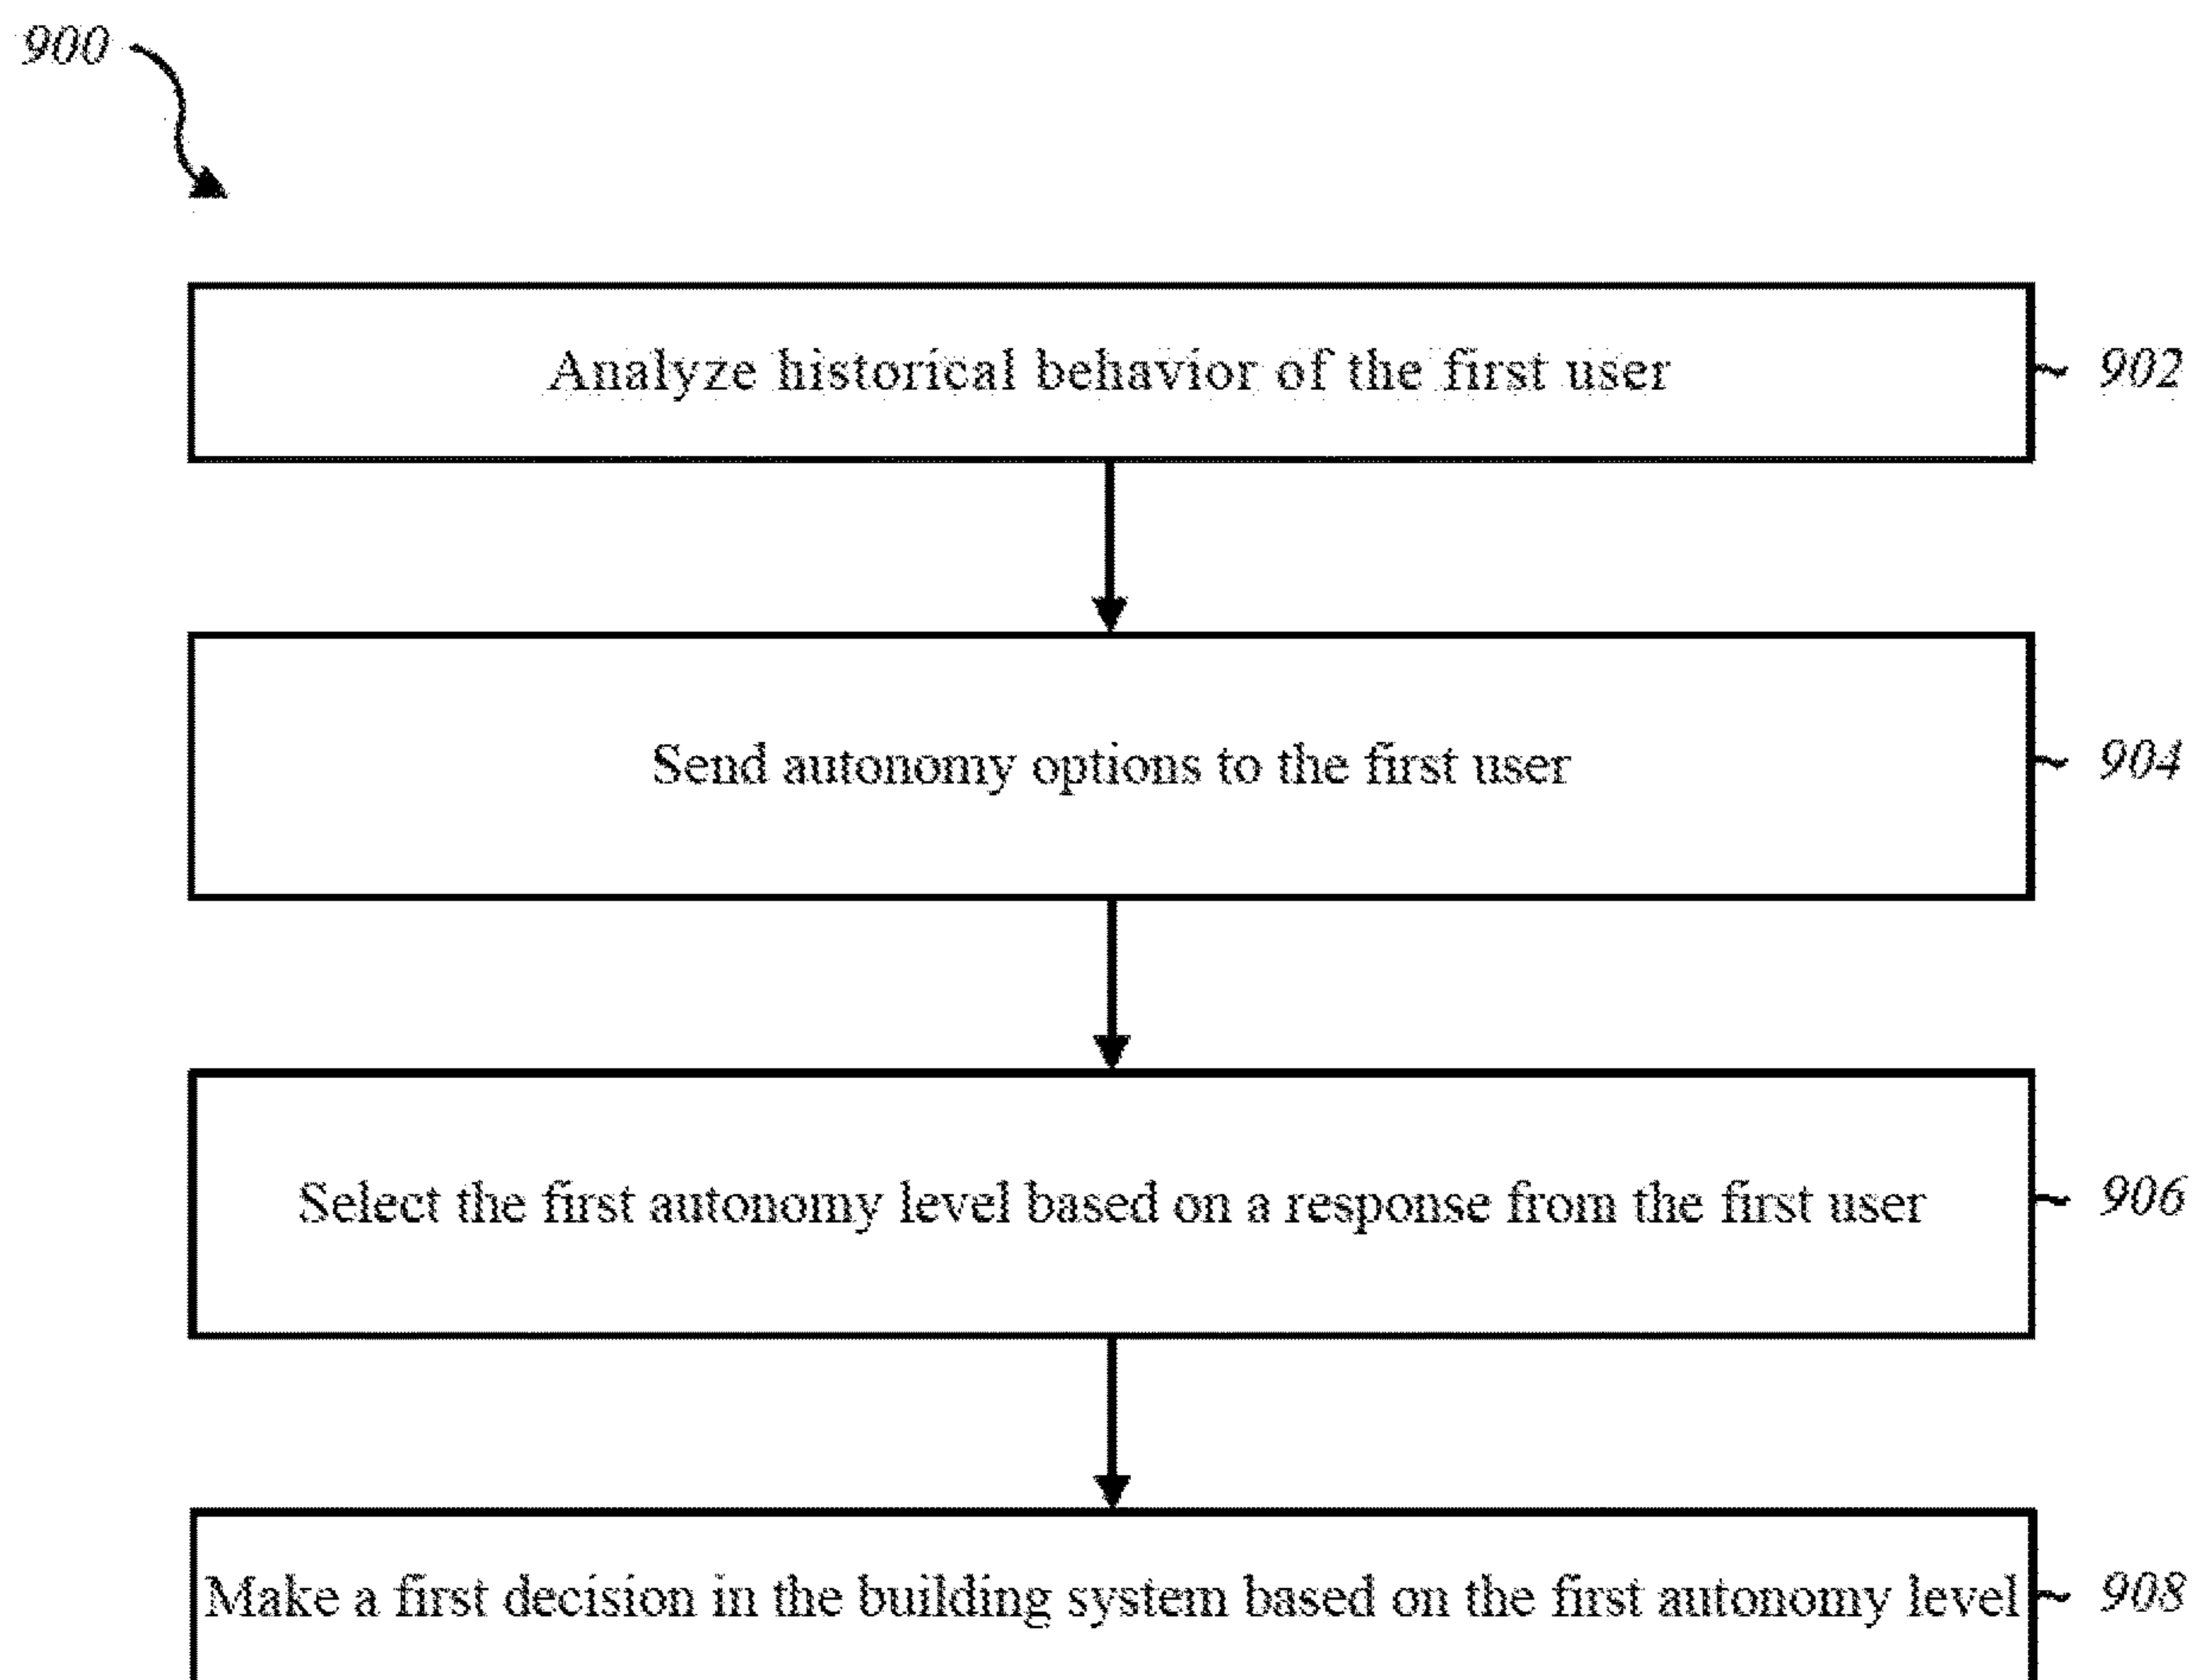 900
Analyze historical behavior of the first user
902
Send autonomy options to the first user
904
Select the first autonomy level based on a response from the first user
906
Make a first decision in the building system based on the first autonomy level
908